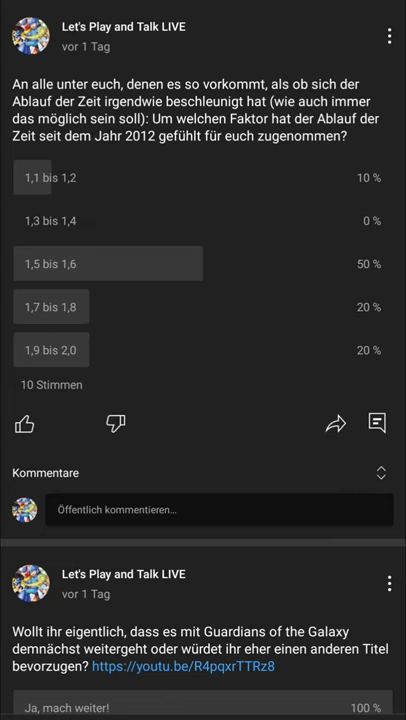 Let's Play and Talk LIVE
vor 1 Tag
An alle unter euch, denen es so vorkommt, als ob sich der
Ablauf der Zeit irgendwie beschleunigt hat (wie auch immer
das möglich sein soll): Um welchen Faktor hat der Ablauf der
Zeit seit dem Jahr 2012 gefühlt für euch zugenommen?
1,1 bis 1,2 10 %
1,3 bis 1,4 0 %
1,5 bis 1,6 50 %
1,7 bis 1,8 20 %
1,9 bis 2,0 20 %
10 Stimmen
Kommentare
Öffentlich kommentieren...
Let's Play and Talk LIVE
vor 1 Tag
Wollt ihr eigentlich, dass es mit Guardians of the Galaxy
demnächst weitergeht oder würdet ihr eher einen anderen Titel
bevorzugen? https://youtu.be/R4pqxrTTRz8
Ja, mach weiter! 100 %